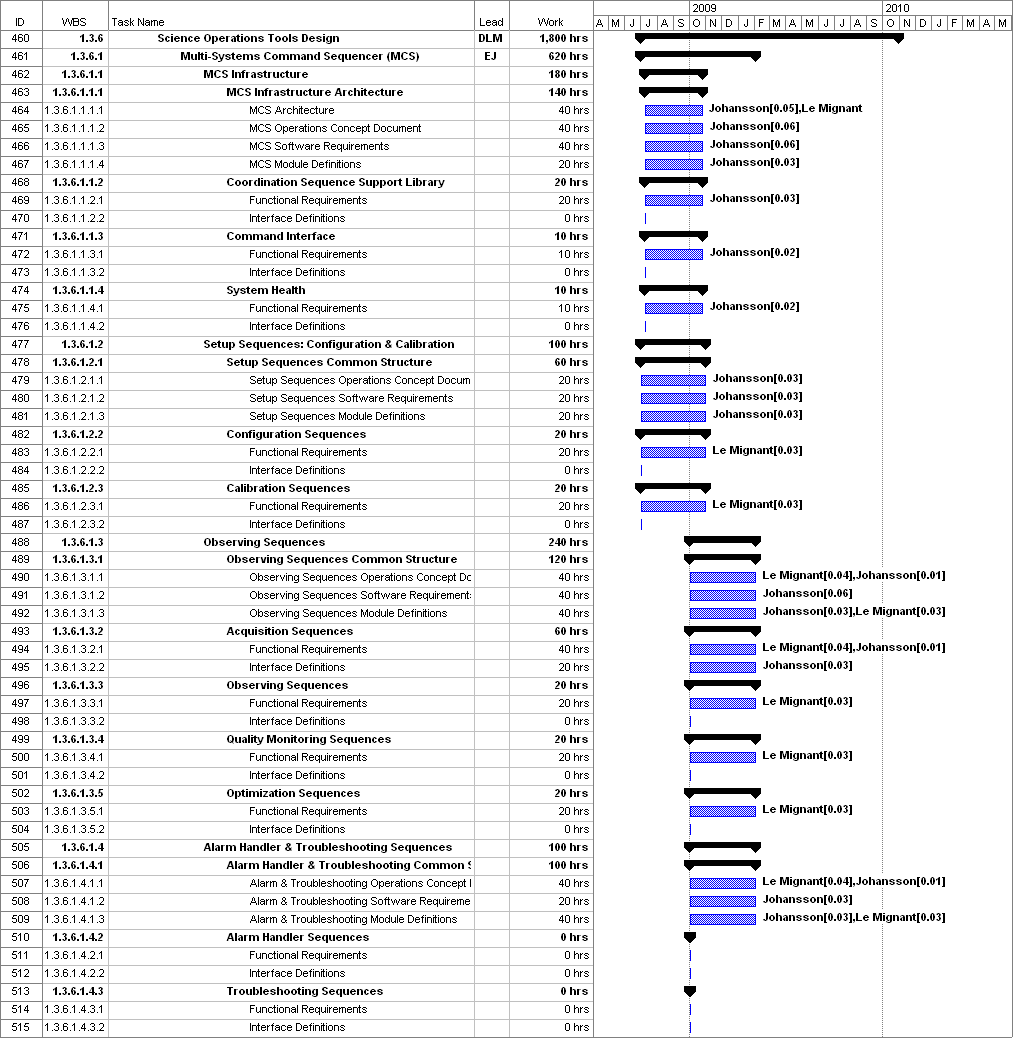 2009 2010
ID WBS Task Name Lead Work A M J J A S O N D J F M A M J J A S O N D J F M A M
460 1.3.6 Science Operations Tools Design DLM 1,800 hrs
461 1.3.6.1 Multi-Systems Command Sequencer (MCS) EJ 620 hrs
462 1.3.6.1.1 MCS Infrastructure 180 hrs
463 1.3.6.1.1.1 MCS Infrastructure Architecture 140 hrs
464 1.3.6.1.1.1.1 MCS Architecture 40 hrs Johansson[0.05],Le Mignant
465 1.3.6.1.1.1.2 MCS Operations Concept Document 40 hrs Johansson[0.06]
466 1.3.6.1.1.1.3 MCS Software Requirements 40 hrs Johansson[0.06]
467 1.3.6.1.1.1.4 MCS Module Definitions 20 hrs Johansson[0.03]
468 1.3.6.1.1.2 Coordination Sequence Support Library 20 hrs
469 1.3.6.1.1.2.1 Functional Requirements 20 hrs Johansson[0.03]
470 1.3.6.1.1.2.2 Interface Definitions 0 hrs
471 1.3.6.1.1.3 Command Interface 10 hrs
472 1.3.6.1.1.3.1 Functional Requirements 10 hrs Johansson[0.02]
473 1.3.6.1.1.3.2 Interface Definitions 0 hrs
474 1.3.6.1.1.4 System Health 10 hrs
475 1.3.6.1.1.4.1 Functional Requirements 10 hrs Johansson[0.02]
476 1.3.6.1.1.4.2 Interface Definitions 0 hrs
477 1.3.6.1.2 Setup Sequences: Configuration & Calibration 100 hrs
478 1.3.6.1.2.1 Setup Sequences Common Structure 60 hrs
479 1.3.6.1.2.1.1 Setup Sequences Operations Concept Docum 20 hrs Johansson[0.03]
480 1.3.6.1.2.1.2 Setup Sequences Software Requirements 20 hrs Johansson[0.03]
481 1.3.6.1.2.1.3 Setup Sequences Module Definitions 20 hrs Johansson[0.03]
482 1.3.6.1.2.2 Configuration Sequences 20 hrs
483 1.3.6.1.2.2.1 Functional Requirements 20 hrs Le Mignant[0.03]
484 1.3.6.1.2.2.2 Interface Definitions 0 hrs
485 1.3.6.1.2.3 Calibration Sequences 20 hrs
486 1.3.6.1.2.3.1 Functional Requirements 20 hrs Le Mignant[0.03]
487 1.3.6.1.2.3.2 Interface Definitions 0 hrs
488 1.3.6.1.3 Observing Sequences 240 hrs
489 1.3.6.1.3.1 Observing Sequences Common Structure 120 hrs
490 1.3.6.1.3.1.1 Observing Sequences Operations Concept Dc 40 hrs Le Mignant[0.04],Johansson[0.01]
491 1.3.6.1.3.1.2 Observing Sequences Software Requirements 40 hrs Johansson[0.06]
492 1.3.6.1.3.1.3 Observing Sequences Module Definitions 40 hrs Johansson[0.03],Le Mignant[0.03]
493 1.3.6.1.3.2 Acquisition Sequences 60 hrs
494 1.3.6.1.3.2.1 Functional Requirements 40 hrs Le Mignant[0.04],Johansson[0.01]
495 1.3.6.1.3.2.2 Interface Definitions 20 hrs Johansson[0.03]
496 1.3.6.1.3.3 Observing Sequences 20 hrs
497 1.3.6.1.3.3.1 Functional Requirements 20 hrs Le Mignant[0.03]
498 1.3.6.1.3.3.2 Interface Definitions 0 hrs
499 1.3.6.1.3.4 Quality Monitoring Sequences 20 hrs
500 1.3.6.1.3.4.1 Functional Requirements 20 hrs Le Mignant[0.03]
501 1.3.6.1.3.4.2 Interface Definitions 0 hrs
502 1.3.6.1.3.5 Optimization Sequences 20 hrs
503 1.3.6.1.3.5.1 Functional Requirements 20 hrs Le Mignant[0.03]
504 1.3.6.1.3.5.2 Interface Definitions 0 hrs
505 1.3.6.1.4 Alarm Handler & Troubleshooting Sequences 100 hrs
506 1.3.6.1.4.1 Alarm Handler & Troubleshooting Common S 100 hrs
507 1.3.6.1.4.1.1 Alarm & Troubleshooting Operations Concept 40 hrs Le Mignant[0.04],Johansson[0.01]
508 1.3.6.1.4.1.2 Alarm & Troubleshooting Software Requireme 20 hrs Johansson[0.03]
509 1.3.6.1.4.1.3 Alarm & Troubleshooting Module Definitions 40 hrs Johansson[0.03],Le Mignant[0.03]
510 1.3.6.1.4.2 Alarm Handler Sequences 0 hrs
511 1.3.6.1.4.2.1 Functional Requirements 0 hrs
512 1.3.6.1.4.2.2 Interface Definitions 0 hrs
513 1.3.6.1.4.3 Troubleshooting Sequences 0 hrs
514 1.3.6.1.4.3.1 Functional Requirements 0 hrs
515 1.3.6.1.4.3.2 Interface Definitions 0 hrs